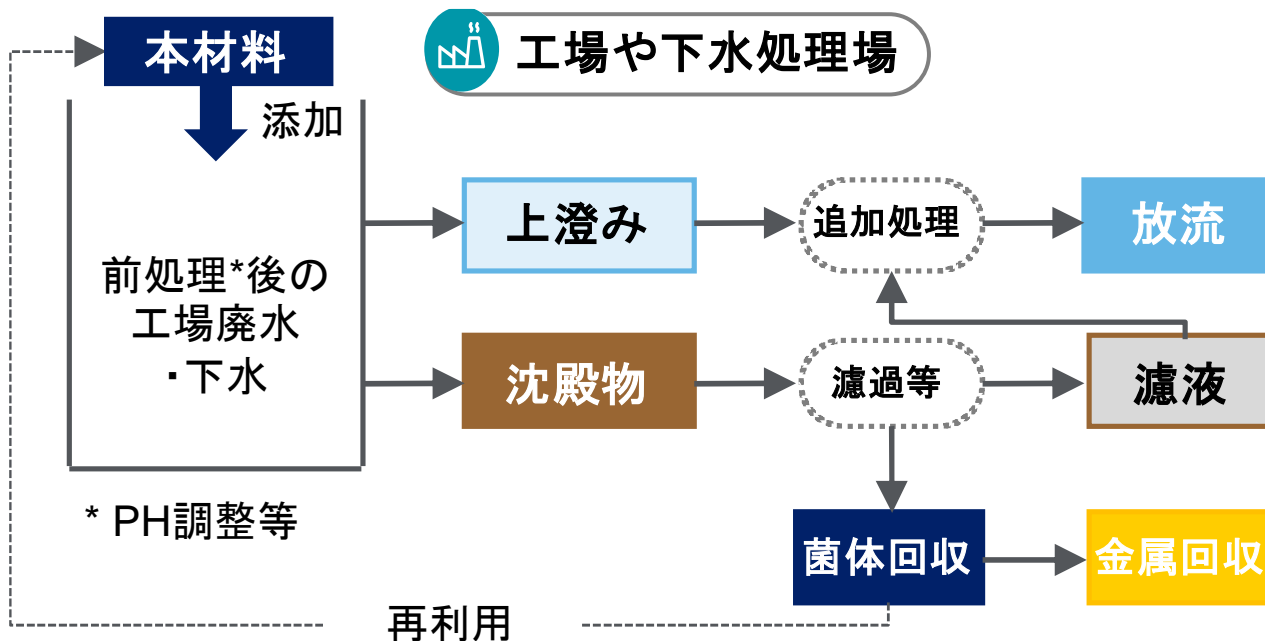 本材料
工場や下水処理場
添加
上澄み
追加処理
放流
前処理*後の
工場廃水
・下水
沈殿物
濾過等
濾液
* PH調整等
菌体回収
金属回収
再利用